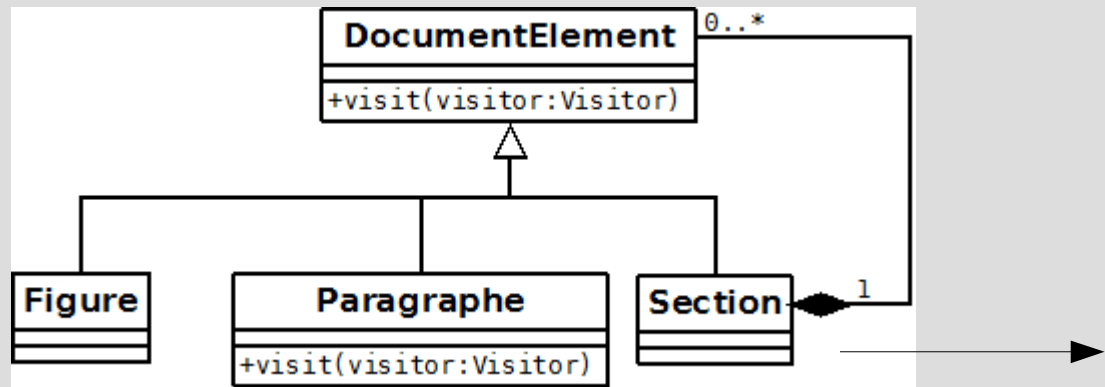 DocumentElement
0..*
+visit(visitor:Visitor)
Figure
Paragraphe
Section
1
+visit(visitor:Visitor)